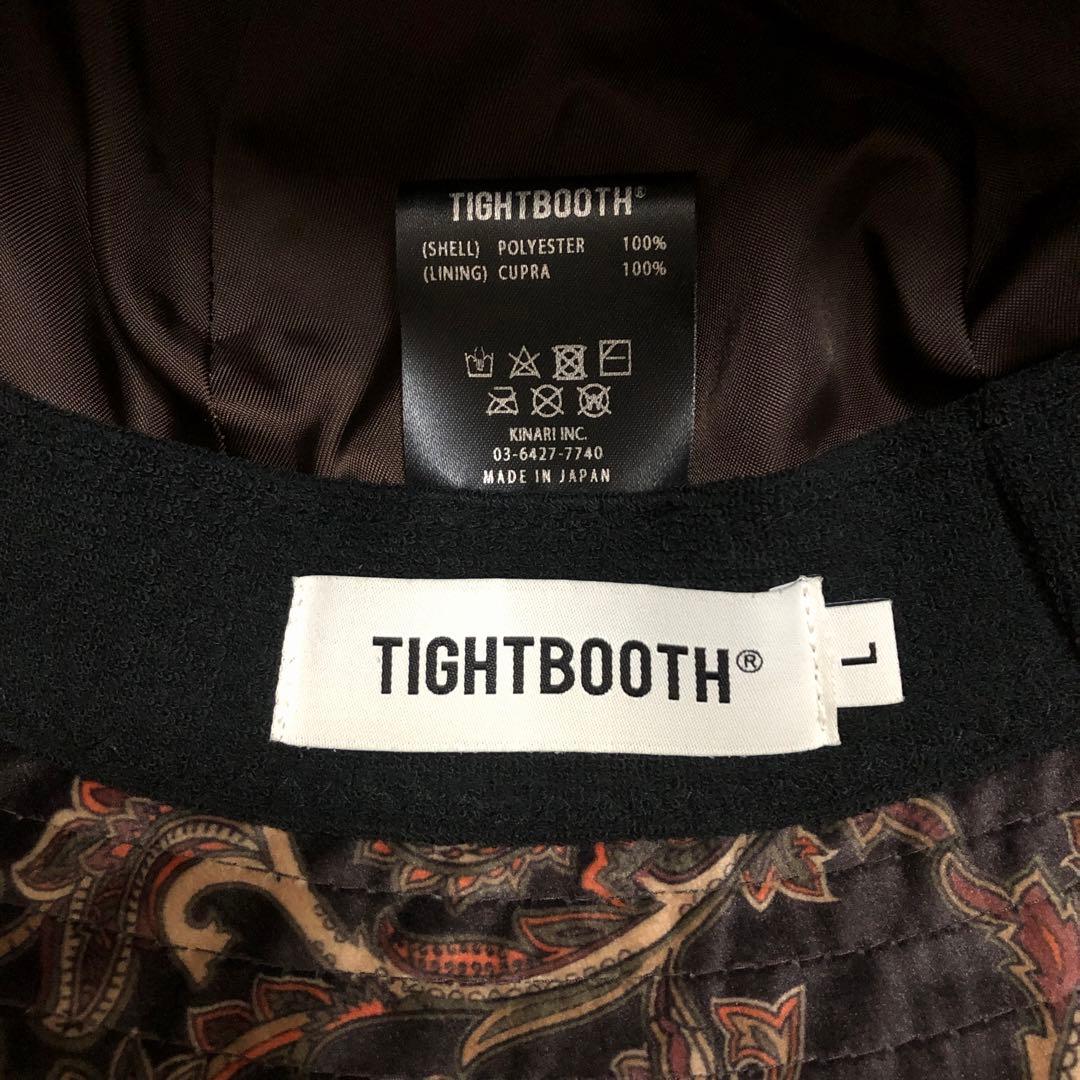 TIGHTBOOTH®
(SHELL) POLYESTER 100%
(LINING) CUPRA 100%
KINARI INC.
03-6427-7740
MADE IN JAPAN
TIGHTBOOTH®
L